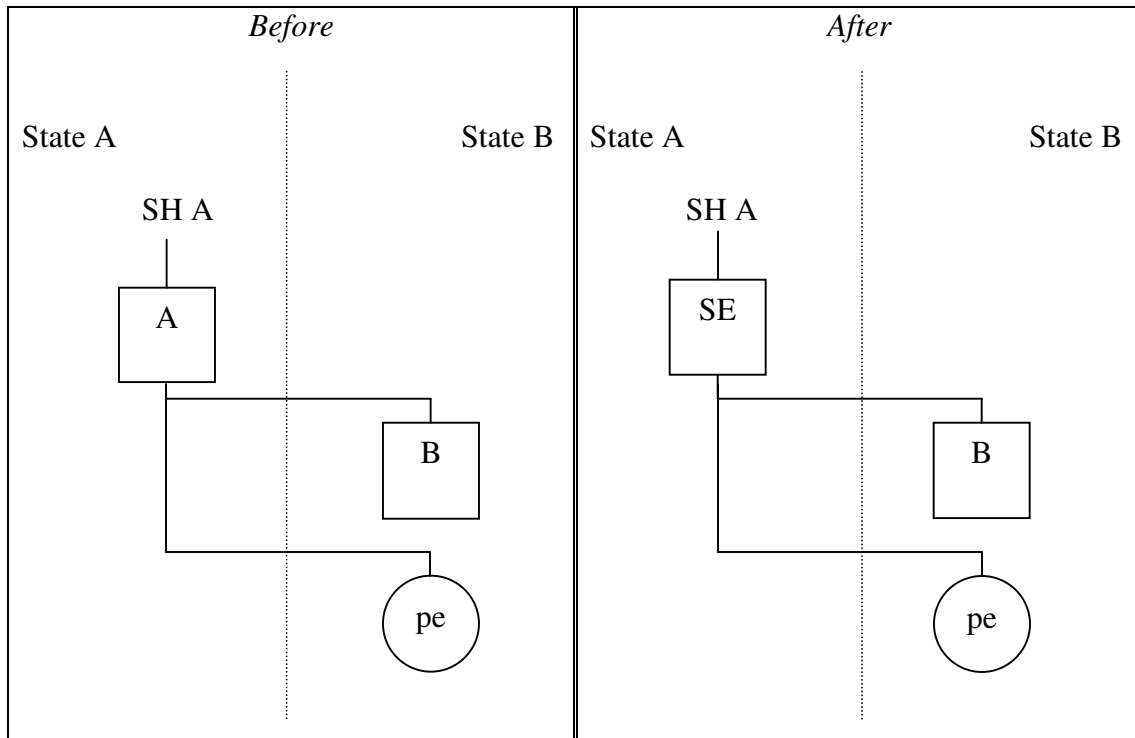 Before
State A
State B
SH A
A
B
pe
After
State A
State B
SH A
SE
B
pe